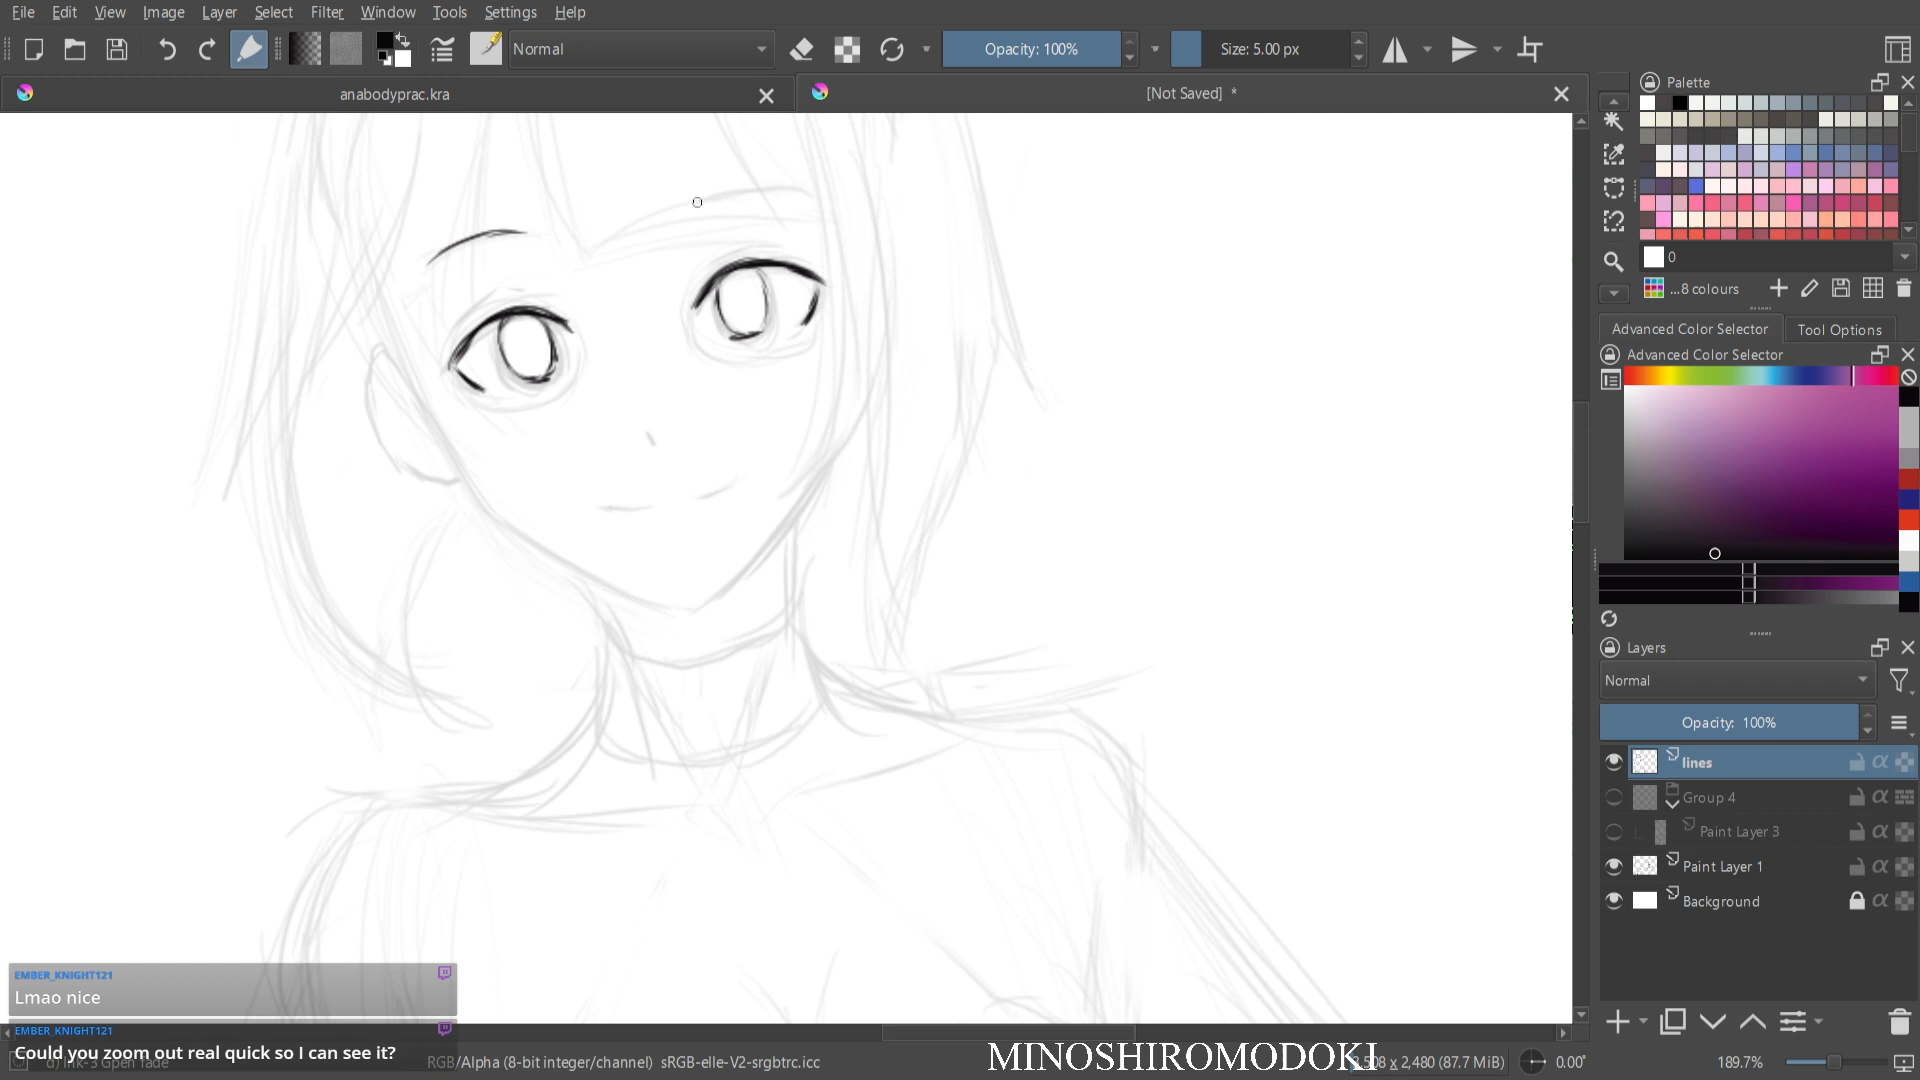 File Edit View Image Layer Select Filter Window Tools Settings Help
Normal
Opacity: 100%
Size: 5.00 px
anabodyprac.kra
[Not Saved] *
Palette
0
...8 colours
Advanced Color Selector
Tool Options
Advanced Color Selector
Layers
Normal
Opacity: 100%
lines
Group 4
Paint Layer 3
Paint Layer 1
Background
EMBER_KNIGHT121
Lmao nice
EMBER_KNIGHT121
Could you zoom out real quick so I can see it?
d) Ink-3 Gpen fade
RGB/Alpha (8-bit integer/channel) sRGB-elle-V2-srgbtrc.icc
MINOSHIROMODOKI
x 2,480 (87.7 MiB)
0.00°
189.7%